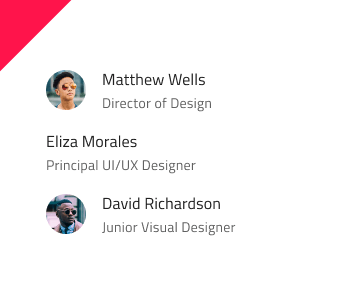 Matthew Wells
Director of Design
Eliza Morales
Principal UI/UX Designer
David Richardson
Junior Visual Designer